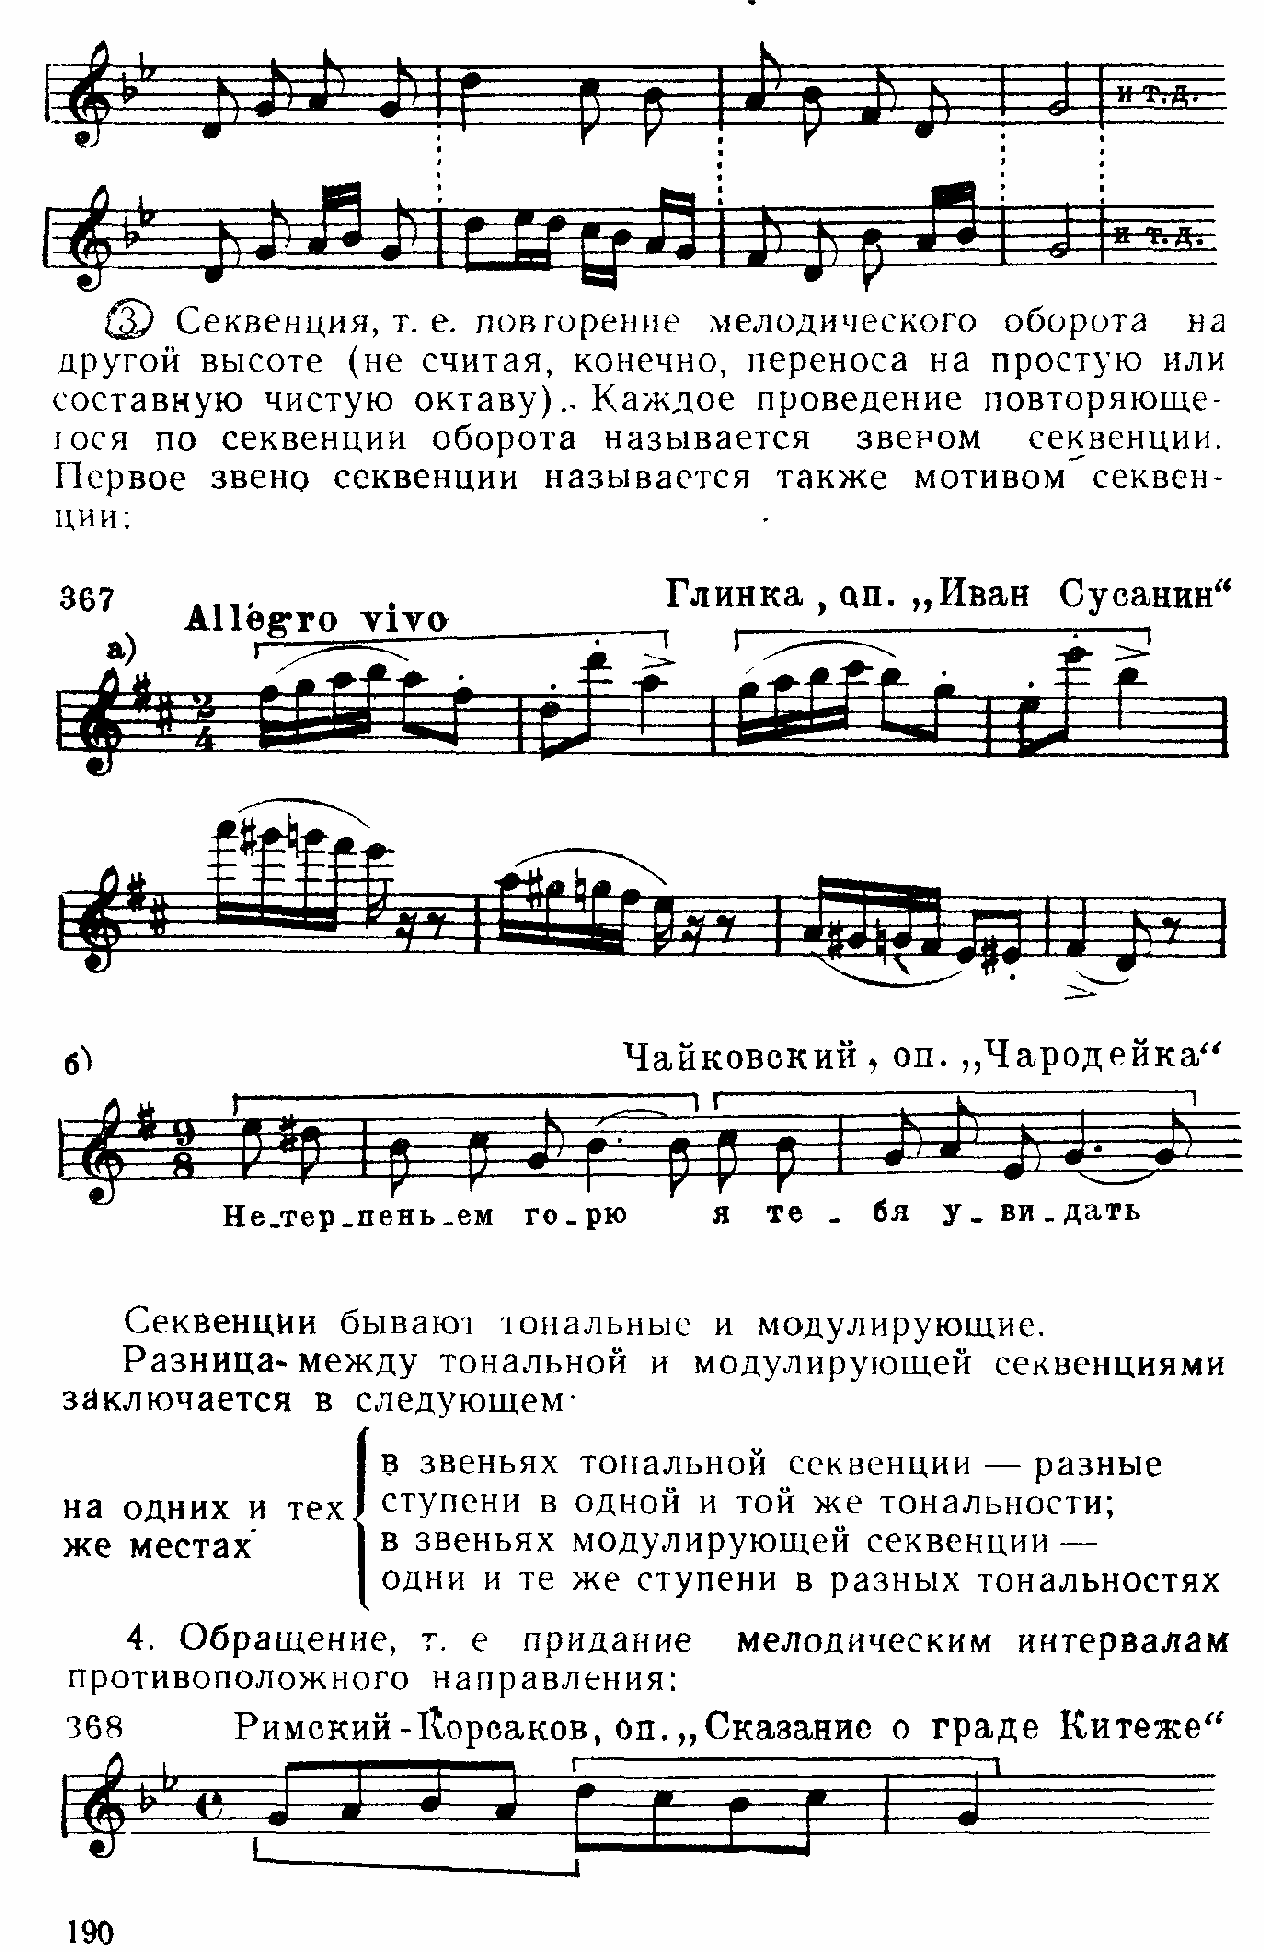 и т.д.
и т.д.
③ Секвенция, т. е. повторение мелодического оборота на
другой высоте (не считая, конечно, переноса на простую или
составную чистую октаву). Каждое проведение повторяюще-
гося по секвенции оборота называется звеном секвенции.
Первое звено секвенции называется также мотивом секвен-
ции:
367 Глинка, оп. „Иван Сусанин“
Allegro vivo
а)
2
4
б) Чайковский, оп. „Чародейка“
9
8
Не-тер-пень-ем го-рю я те - бя у-ви-дать
Секвенции бывают тональные и модулирующие.
Разница между тональной и модулирующей секвенциями
заключается в следующем:
в звеньях тональной секвенции — разные
на одних и тех ступени в одной и той же тональности;
же местах в звеньях модулирующей секвенции —
одни и те же ступени в разных тональностях
4. Обращение, т. е придание мелодическим интервалам
противоположного направления:
368 Римский-Корсаков, оп. „Сказание о граде Китеже“
190